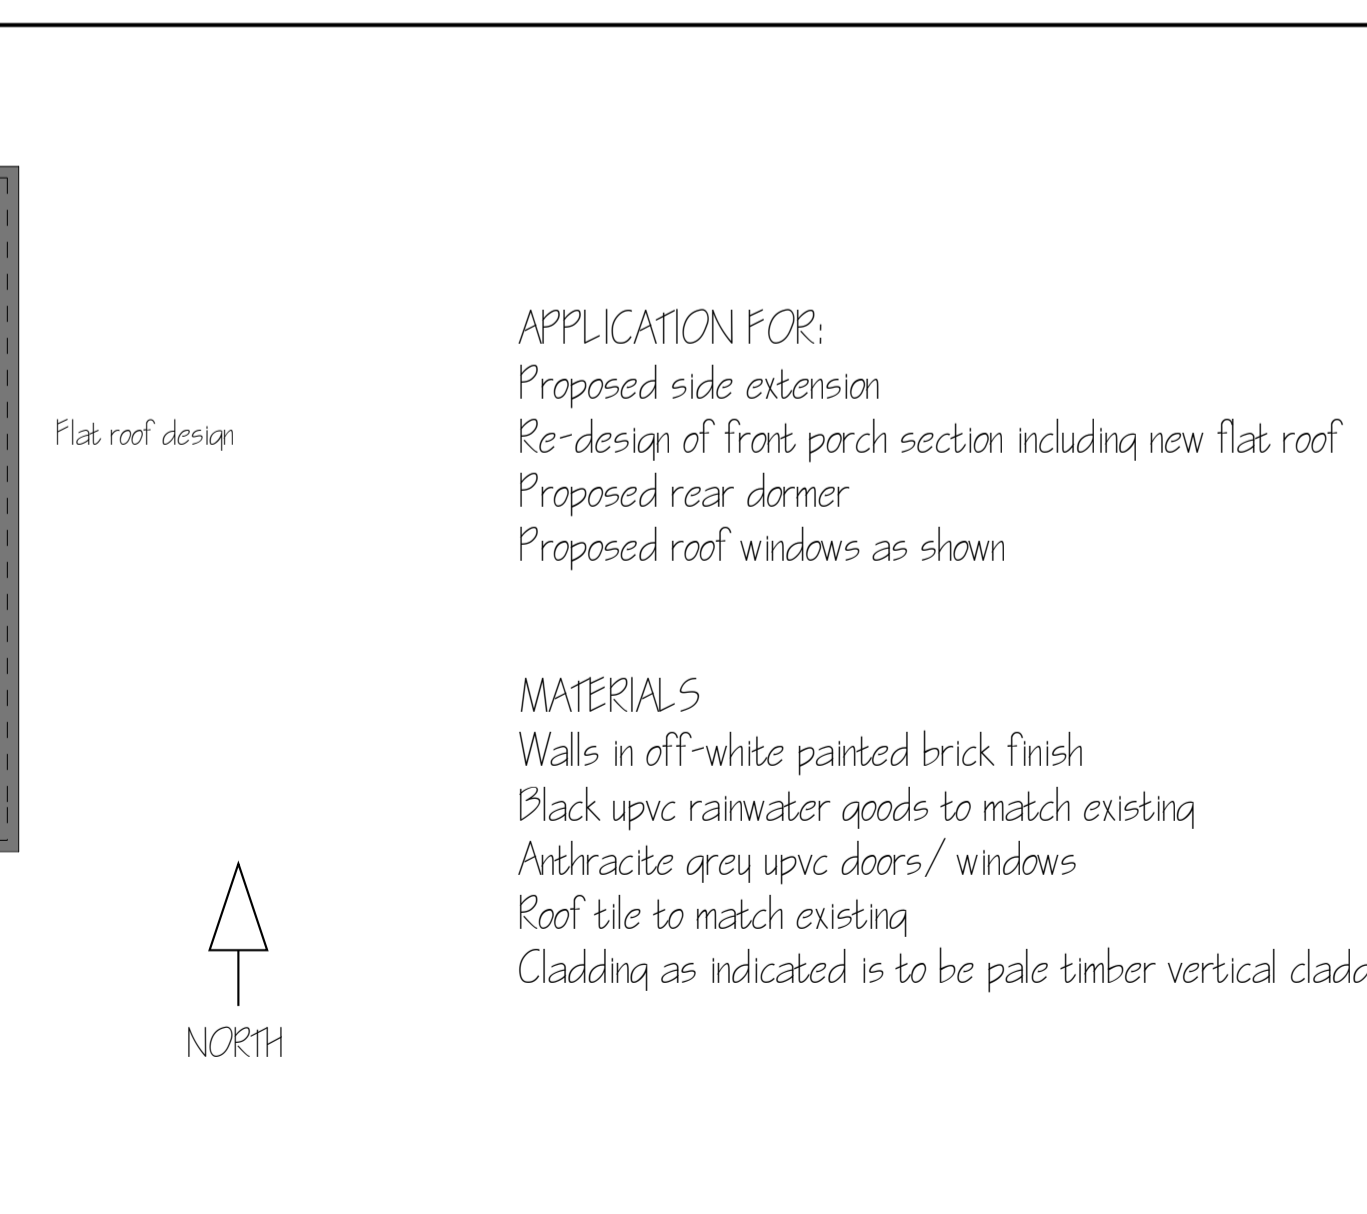 APPLICATION FOR:
Proposed side extension
Flat roof design
Re-design of front porch section including new flat roof
Proposed rear dormer
Proposed roof windows as shown
MATERIALS
Walls in off-white painted brick finish
Black upvc rainwater goods to match existing
Anthracite grey upvc doors/ windows
Roof tile to match existing
Cladding as indicated is to be pale timber vertical
NORTH